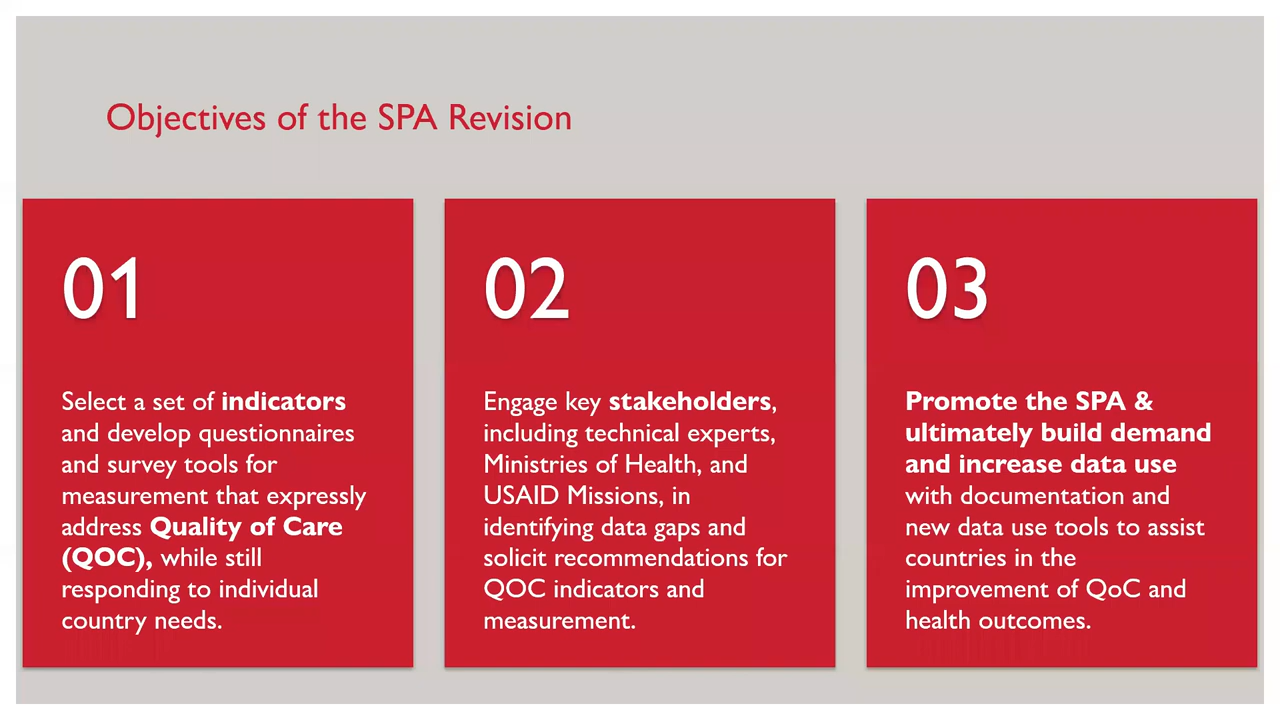 Objectives of the SPA Revision
01
Select a set of indicators
and develop questionnaires
and survey tools for
measurement that expressly
address Quality of Care
(QOC), while still
responding to individual
country needs.
02
Engage key stakeholders,
including technical experts,
Ministries of Health, and
USAID Missions, in
identifying data gaps and
solicit recommendations for
QOC indicators and
measurement.
03
Promote the SPA &
ultimately build demand
and increase data use
with documentation and
new data use tools to assist
countries in the
improvement of QoC and
health outcomes.